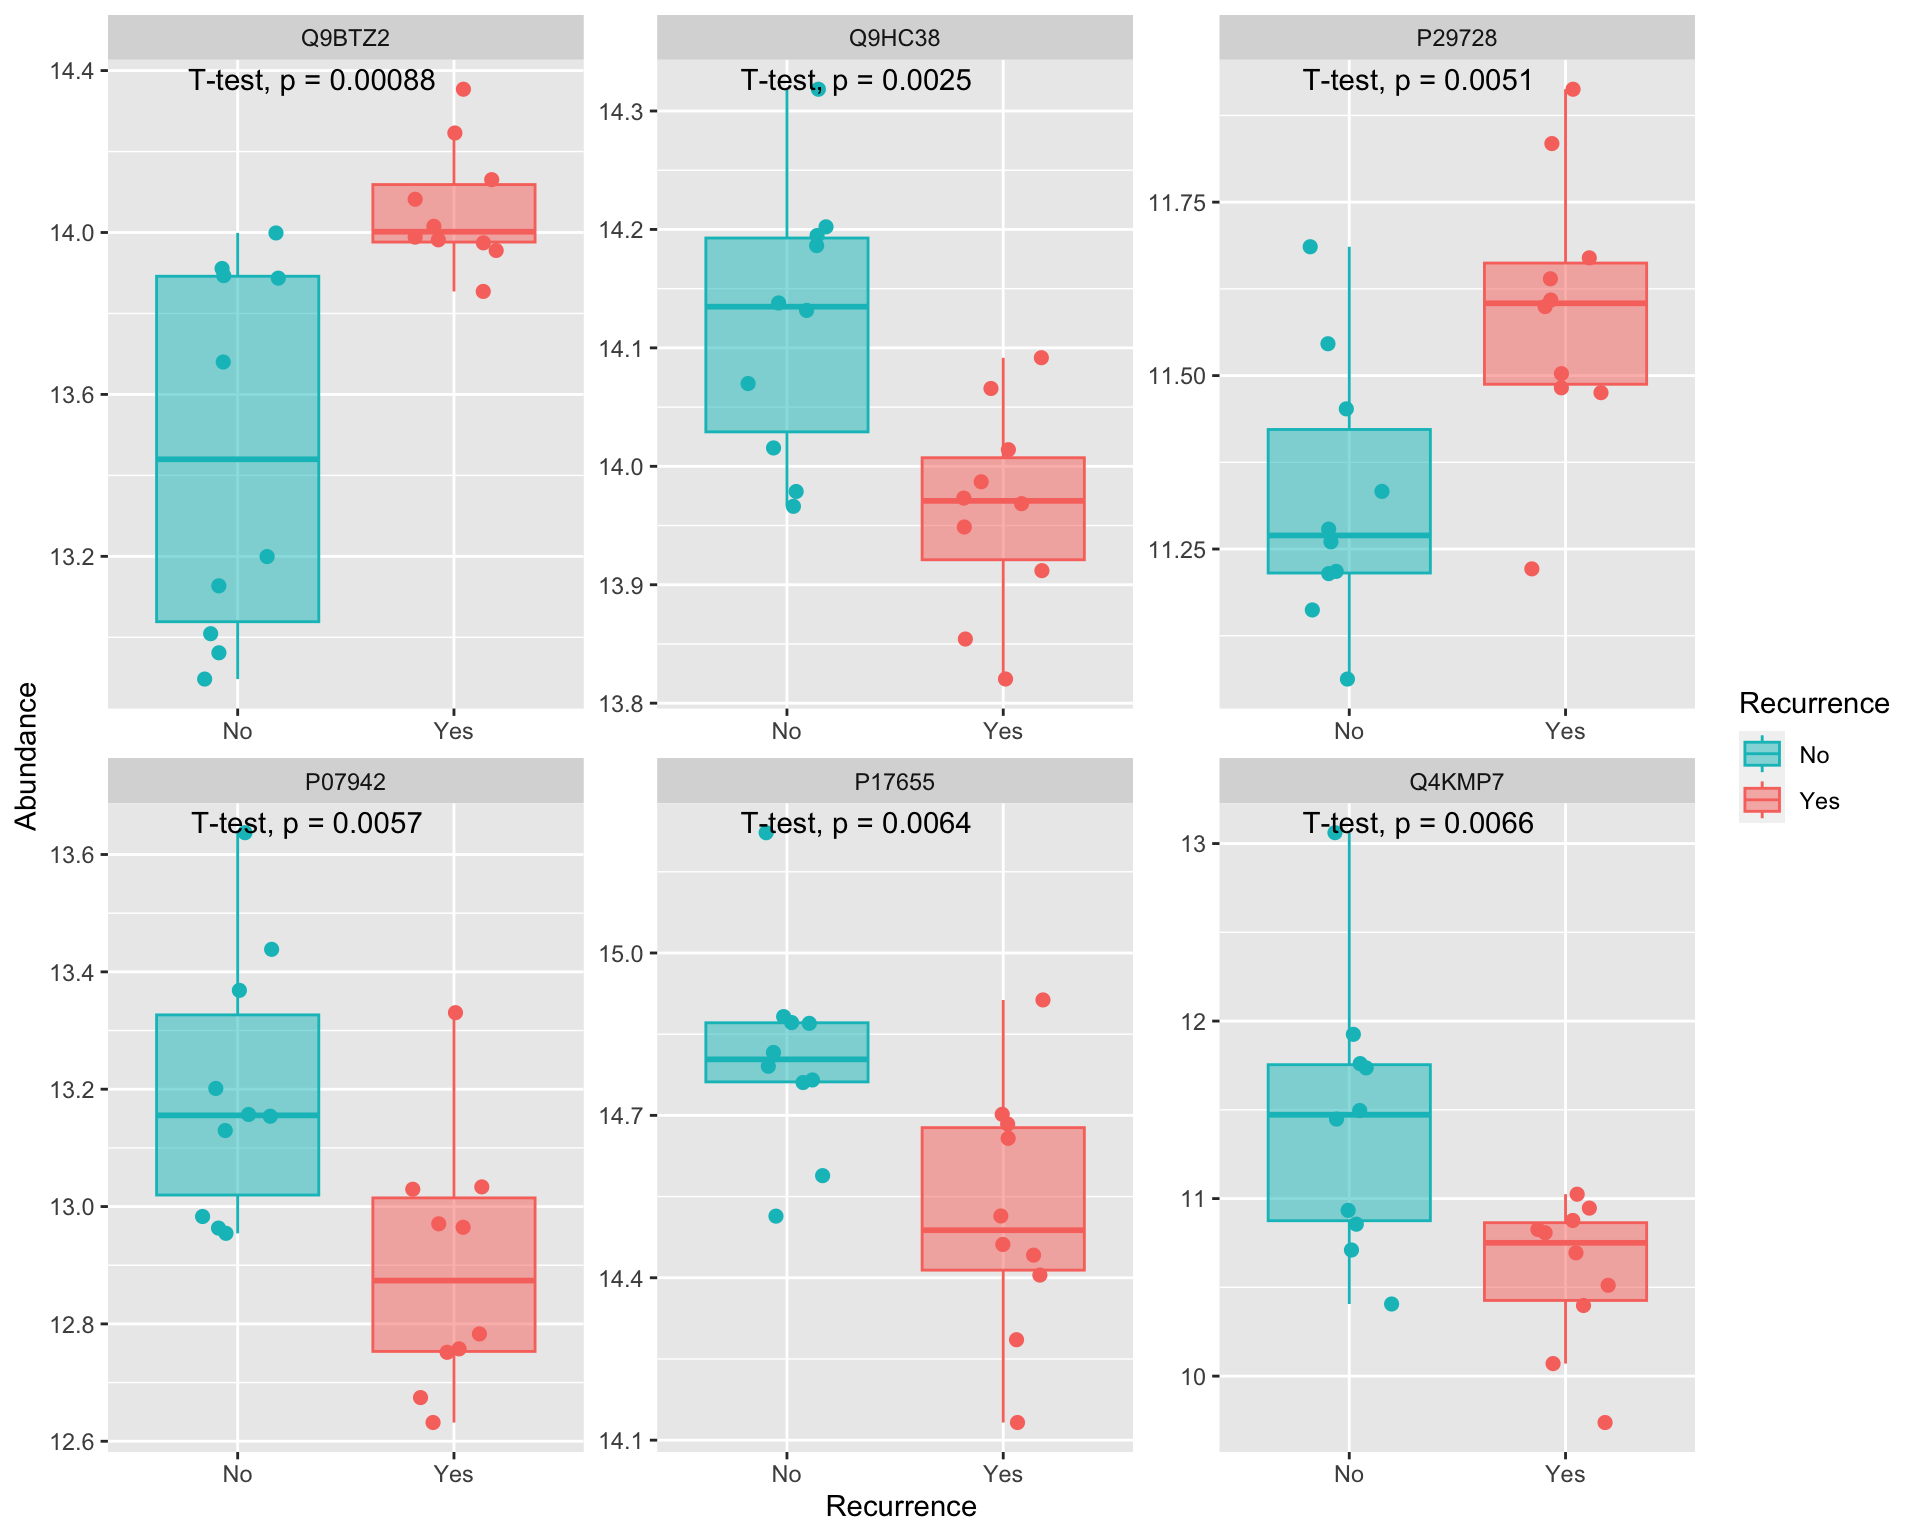 Q9BTZ2
Q9HC38
P29728
T-test, p = 0.00088
T-test, p = 0.0025
T-test, p = 0.0051
14.4
14.0
13.6
13.2
14.3
14.2
14.1
14.0
13.9
13.8
11.75
11.50
11.25
No
Yes
No
Yes
No
Yes
P07942
P17655
Q4KMP7
T-test, p = 0.0057
T-test, p = 0.0064
T-test, p = 0.0066
13.6
13.4
13.2
13.0
12.8
12.6
15.0
14.7
14.4
14.1
13
12
11
10
No
Yes
No
Yes
No
Yes
Abundance
Recurrence
Recurrence
No
Yes